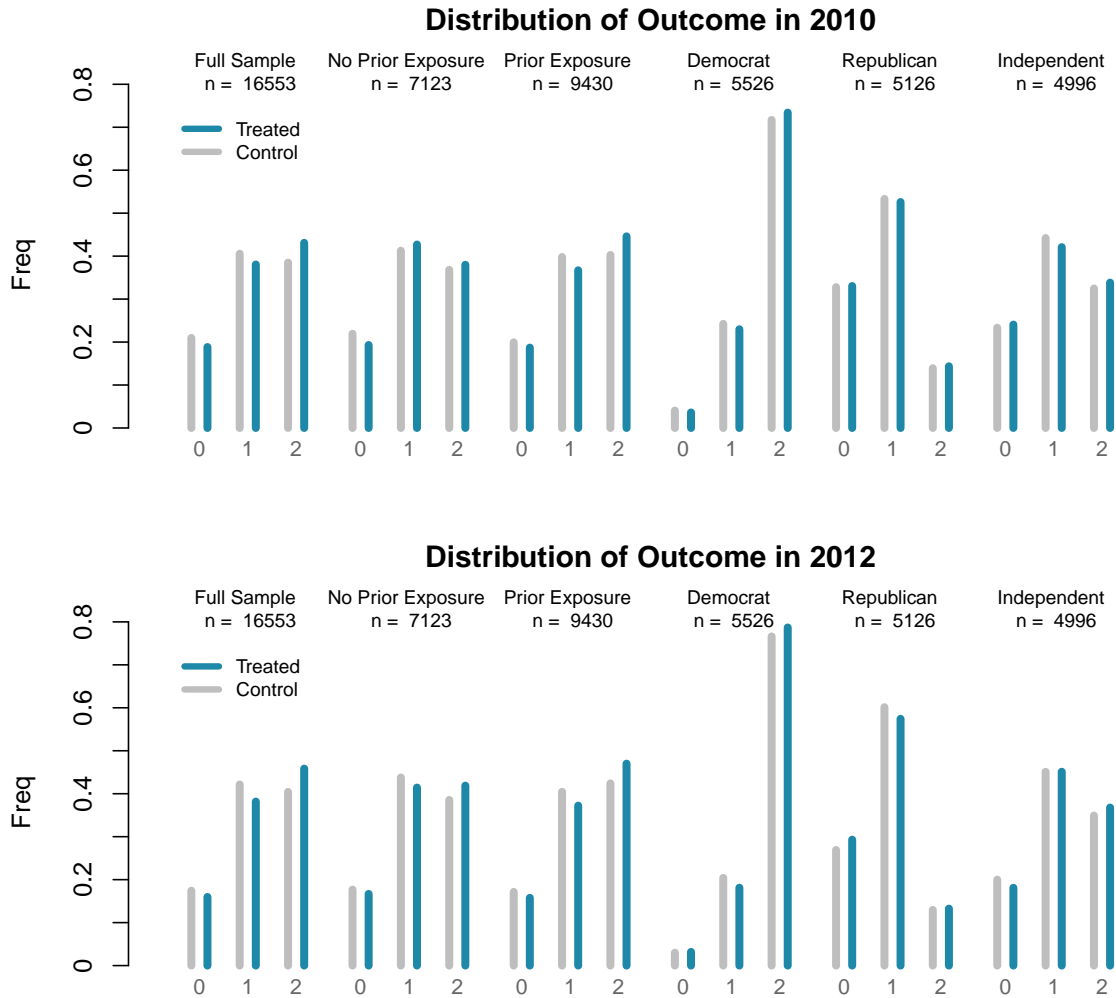 Distribution of Outcome in 2010
Full Sample No Prior Exposure Prior Exposure Democrat Republican Independent
n = 16553 n = 7123 n = 9430 n = 5526 n = 5126 n = 4996
Treated
Control
Freq
0.8
0.6
0.4
0.2
0
0 1 2 0 1 2 0 1 2 0 1 2 0 1 2 0 1 2
Distribution of Outcome in 2012
Full Sample No Prior Exposure Prior Exposure Democrat Republican Independent
n = 16553 n = 7123 n = 9430 n = 5526 n = 5126 n = 4996
Treated
Control
Freq
0.8
0.6
0.4
0.2
0
0 1 2 0 1 2 0 1 2 0 1 2 0 1 2 0 1 2